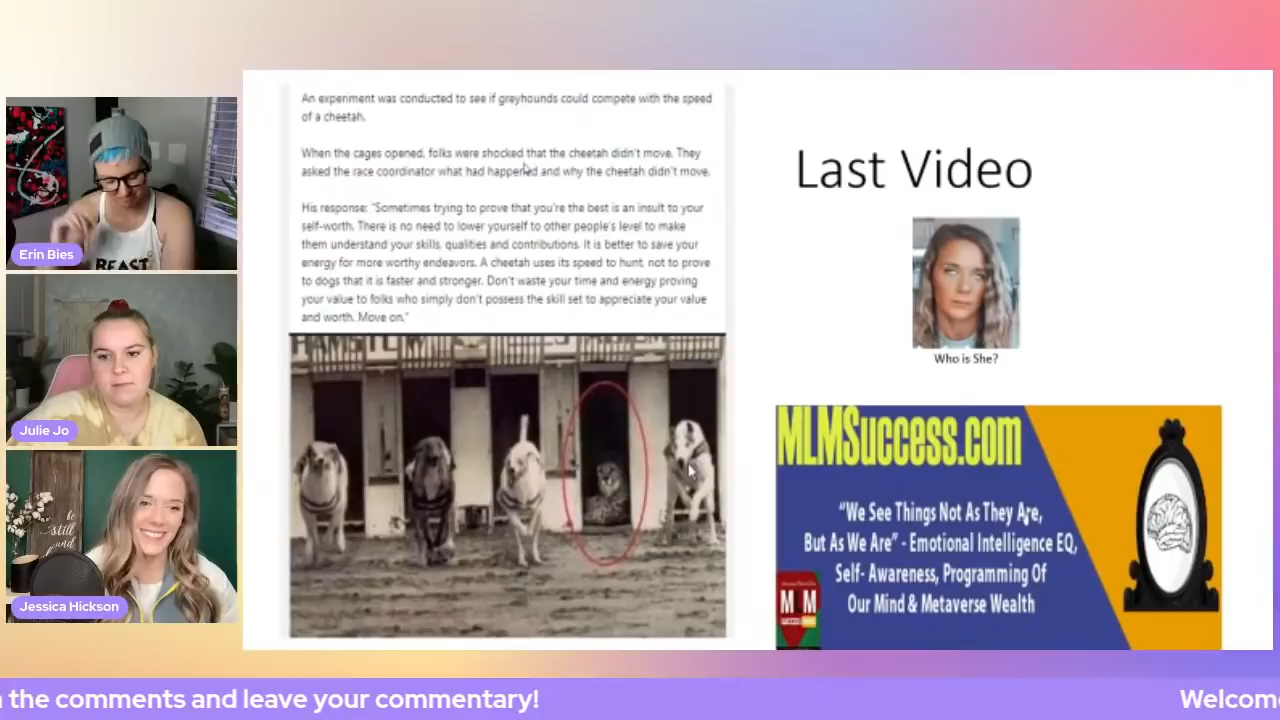 BEAST
Erin Bies
Julie Jo
be
still
and
Jessica Hickson
An experiment was conducted to see if greyhounds could compete with the speed
of a cheetah.
When the cages opened, folks were shocked that the cheetah didn't move. They
asked the race coordinator what had happened and why the cheetah didn't move.
His response: "Sometimes trying to prove that you're the best is an insult to your
self-worth. There is no need to lower yourself to other people's level to make
them understand your skills, qualities and contributions. It is better to save your
energy for more worthy endeavors. A cheetah uses its speed to hunt, not to prove
to dogs that it is faster and stronger. Don't waste your time and energy proving
your value to folks who simply don't possess the skill set to appreciate your value
and worth. Move on."
Last Video
Who is She?
MLMSuccess.com
"We See Things Not As They Are,
But As We Are" - Emotional Intelligence EQ,
Self- Awareness, Programming Of
Our Mind & Metaverse Wealth
the comments and leave your commentary!
Welcome